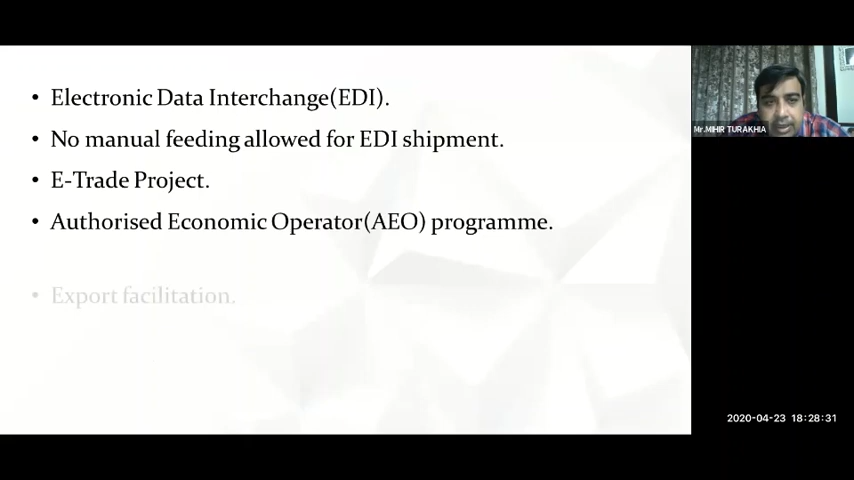 • Electronic Data Interchange(EDI).
• No manual feeding allowed for EDI shipment.
• E-Trade Project.
• Authorised Economic Operator(AEO) programme.
• Export facilitation.
Mr.MIHIR TURAKHIA
2020-04-23 18:28:31